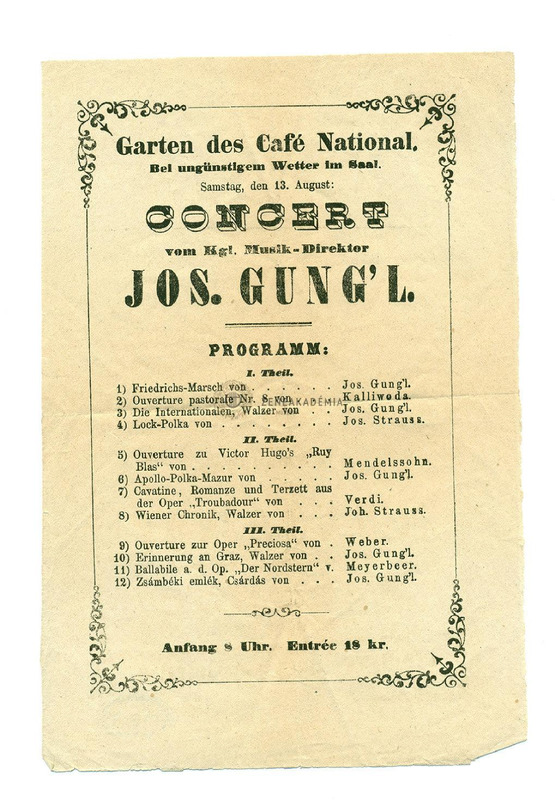 Garten des Café National.
Bei ungünstigem Wetter im Saal.
Samstag, den 13. August:
CONCERT
vom Kgl. Musik-Direktor
JOS. GUNG'L.
PROGRAMM:
I. Theil.
1) Friedrichs-Marsch von . . . . . . Jos. Gung'l.
2) Ouverture pastorale Nr. 8 von Kalliwoda.
ZENEAKADÉMIA
3) Die Internationalen, Walzer von . . Jos. Gung'l.
4) Lock-Polka von . . . . . . . . Jos. Strauss.
II. Theil.
5) Ouverture zu Victor Hugo's „Ruy
Blas" von . . . . . . . . . Mendelssohn.
6) Apollo-Polka-Mazur von . . . . . Jos. Gung'l.
7) Cavatine, Romanze und Terzett aus
der Oper „Troubadour" von . . . Verdi.
8) Wiener Chronik, Walzer von . . . Joh. Strauss.
III. Theil.
9) Ouverture zur Oper „Preciosa" von . Weber.
10) Erinnerung an Graz, Walzer von . . Jos. Gung'l.
11) Ballabile a. d. Op. „Der Nordstern" v. Meyerbeer.
12) Zsámbéki emlék, Csárdás von . . . Jos. Gung'l.
Anfang 8 Uhr. Entrée 18 kr.